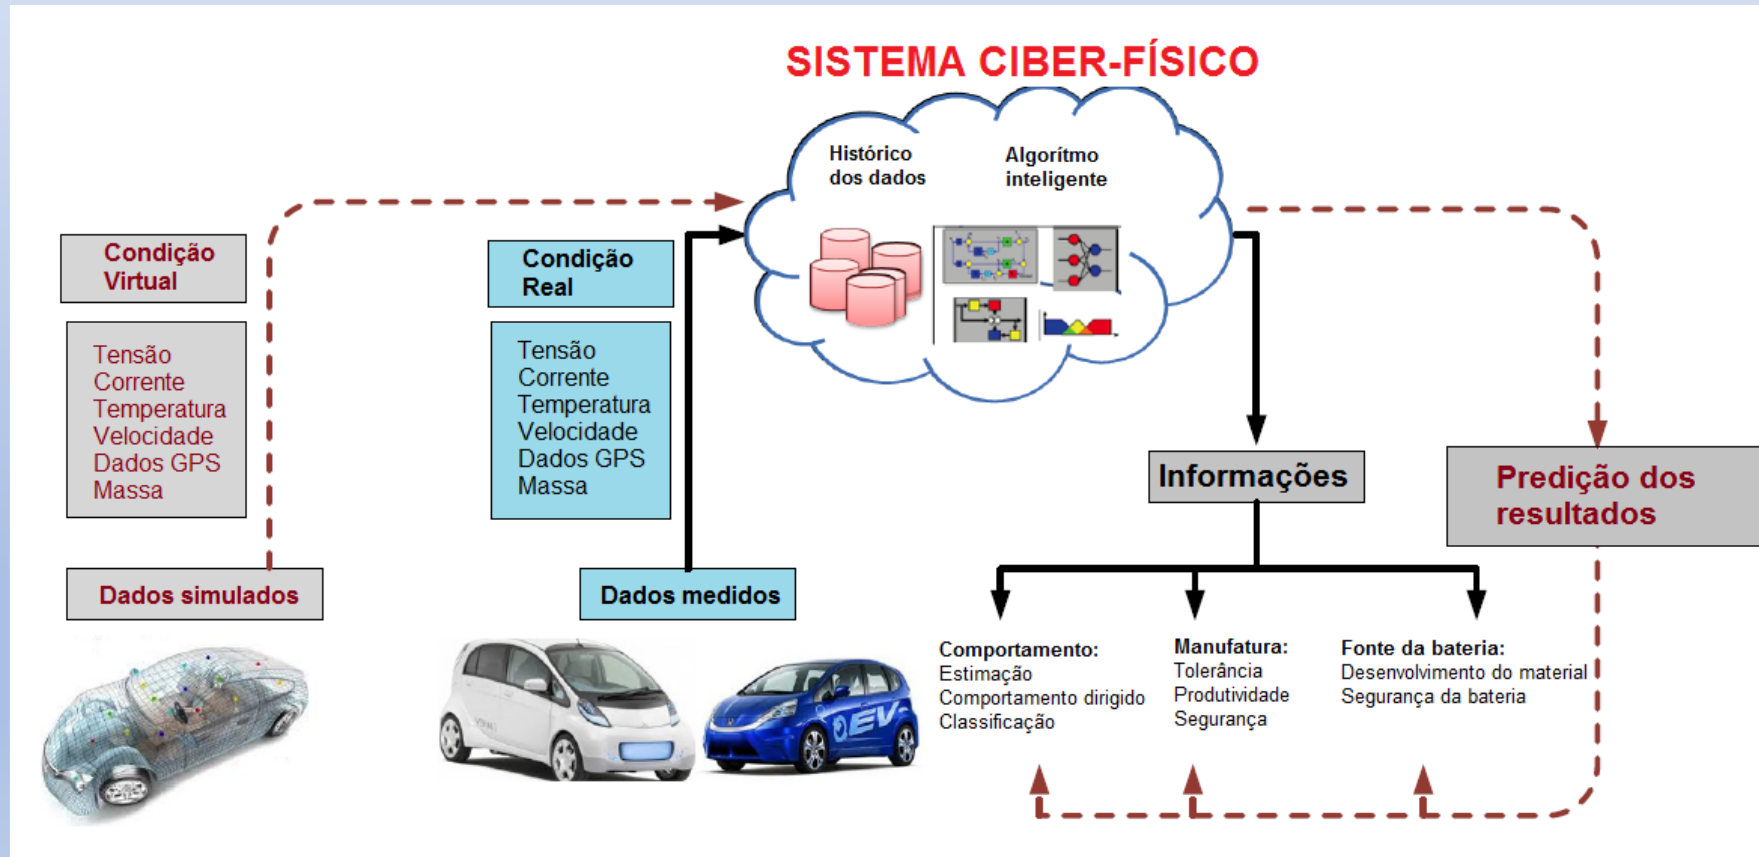 SISTEMA CIBER-FÍSICO
Histórico
dos dados
Algorítmo
inteligente
Condição
Virtual
Tensão
Corrente
Temperatura
Velocidade
Dados GPS
Massa
Dados simulados
Condição
Real
Tensão
Corrente
Temperatura
Velocidade
Dados GPS
Massa
Dados medidos
EV
Informações
Predição dos
resultados
Comportamento:
Estimação
Comportamento dirigido
Classificação
Manufatura:
Tolerância
Produtividade
Segurança
Fonte da bateria:
Desenvolvimento do material
Segurança da bateria